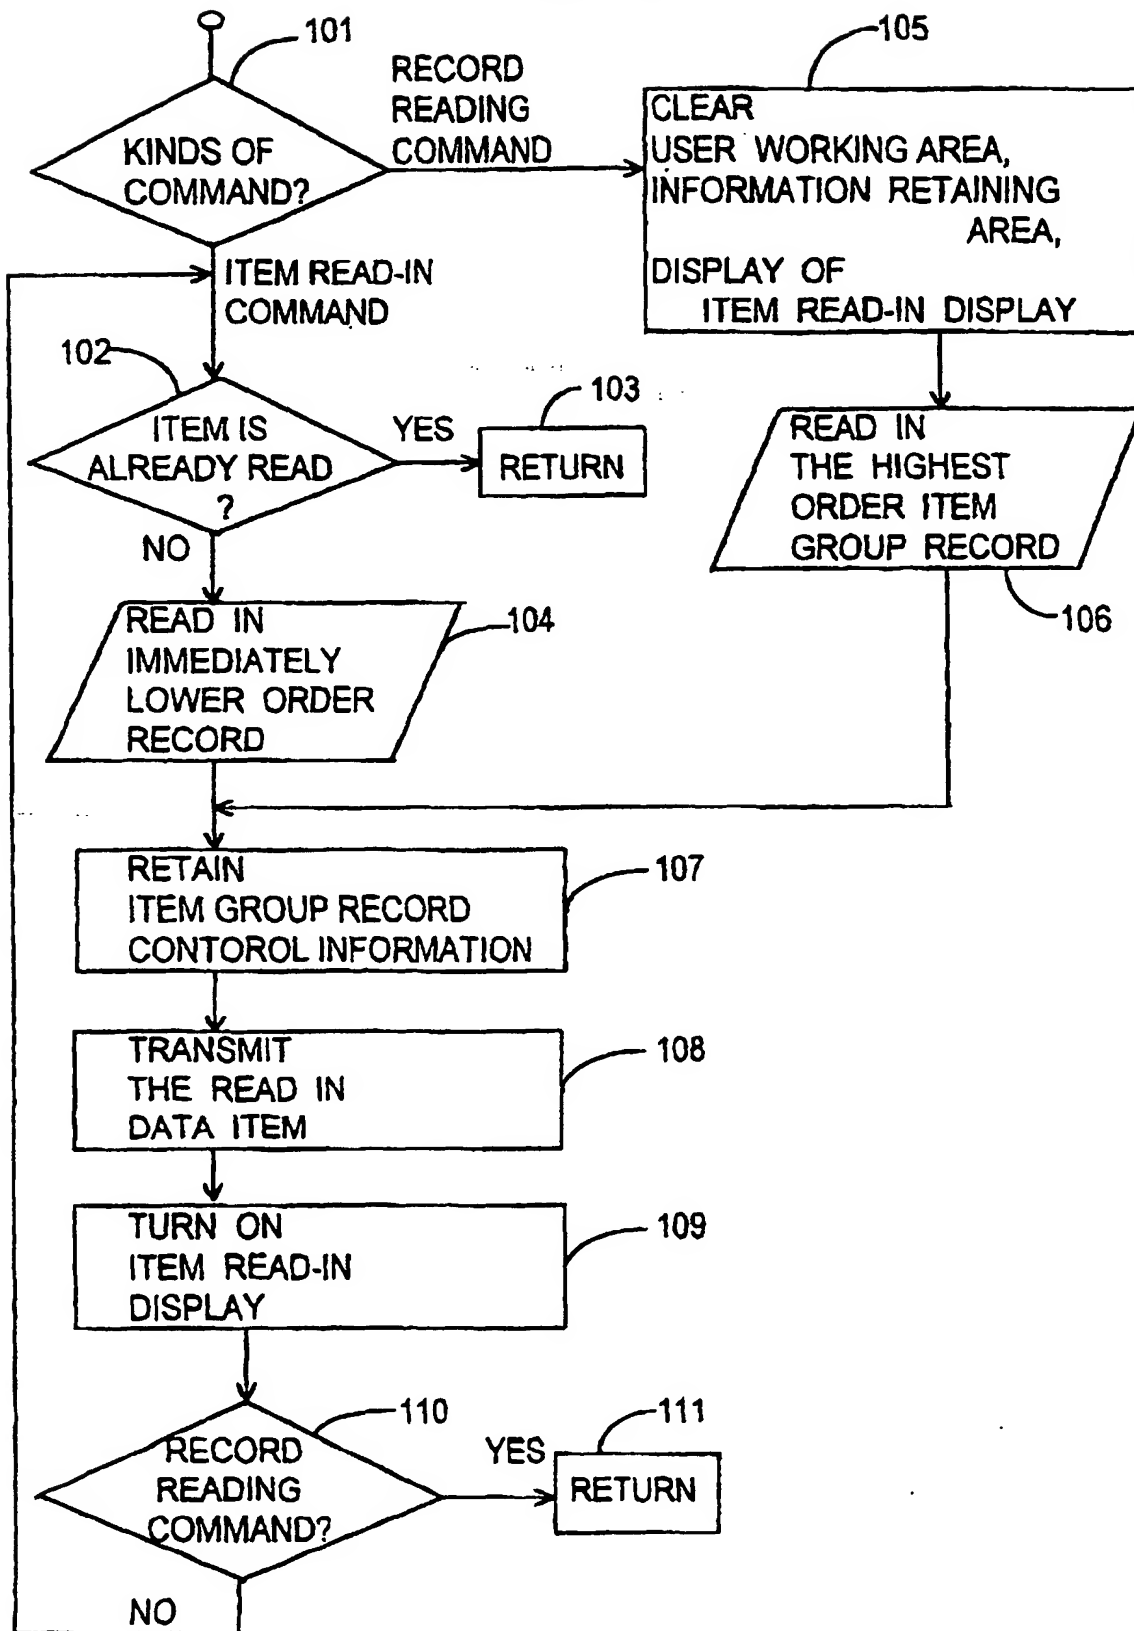 101
RECORD
READING
COMMAND
KINDS OF
COMMAND?
105
CLEAR
USER WORKING AREA,
INFORMATION RETAINING
AREA,
DISPLAY OF
ITEM READ-IN DISPLAY
ITEM READ-IN
COMMAND
102
ITEM IS
ALREADY READ
?
YES
103
RETURN
NO
READ IN
THE HIGHEST
ORDER ITEM
GROUP RECORD
106
READ IN
IMMEDIATELY
LOWER ORDER
RECORD
104
RETAIN
ITEM GROUP RECORD
CONTOROL INFORMATION
107
TRANSMIT
THE READ IN
DATA ITEM
108
TURN ON
ITEM READ-IN
DISPLAY
109
110
RECORD
READING
COMMAND?
YES
111
RETURN
NO